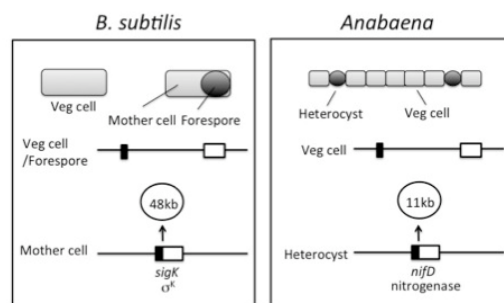 B. subtilis
Veg cell
Mother cell Forespore
Veg cell
/Forespore
48kb
Mother cell
sigK
σᴷ
Anabaena
Heterocyst
Veg cell
Veg cell
11kb
Heterocyst
nifD
nitrogenase